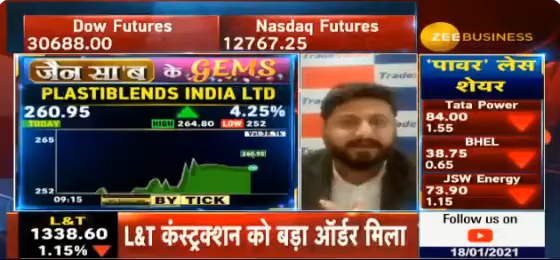 Dow Futures
30688.00
Nasdaq Futures
12767.25
ZEE BUSINESS
जैन सा'ब के GEMS
PLASTIBLENDS INDIA LTD
260.95
4.25%
TODAY
HIGH 264.80
LOW 252
265
260.95
252
09:15
BY TICK
'पावर' लेस
शेयर
Tata Power
84.00
1.55
BHEL
38.75
0.65
JSW Energy
73.90
1.15
L&T
1338.60
1.15%
L&T कंस्ट्रक्शन को बड़ा ऑर्डर मिला
Follow us on
18/01/2021